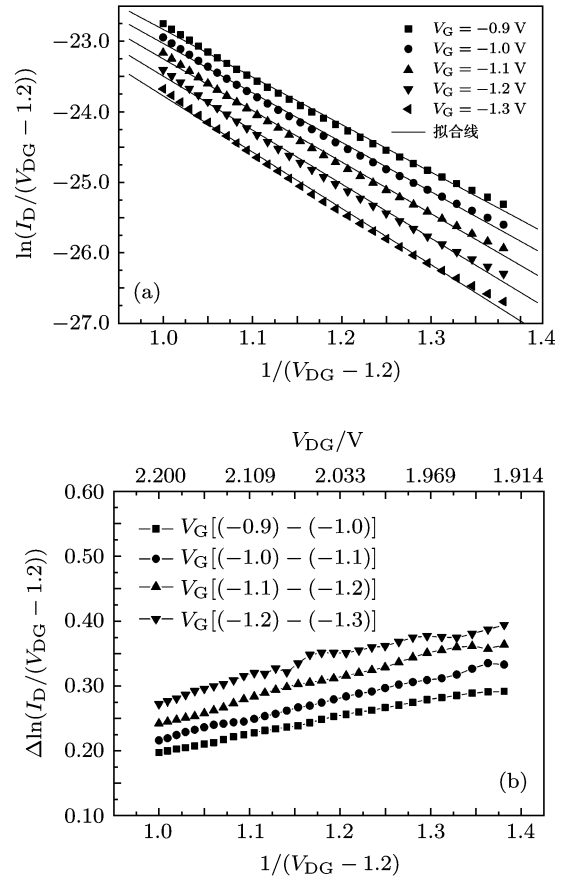 −23.0
−24.0
−25.0
−26.0
−27.0
ln(I_D/(V_DG − 1.2))
V_G = −0.9 V
V_G = −1.0 V
V_G = −1.1 V
V_G = −1.2 V
V_G = −1.3 V
拟合线
(a)
1.0 1.1 1.2 1.3 1.4
1/(V_DG − 1.2)
V_DG/V
2.200 2.109 2.033 1.969 1.914
0.60
0.50
0.40
0.30
0.20
0.10
Δln(I_D/(V_DG − 1.2))
V_G[(−0.9) − (−1.0)]
V_G[(−1.0) − (−1.1)]
V_G[(−1.1) − (−1.2)]
V_G[(−1.2) − (−1.3)]
(b)
1.0 1.1 1.2 1.3 1.4
1/(V_DG − 1.2)